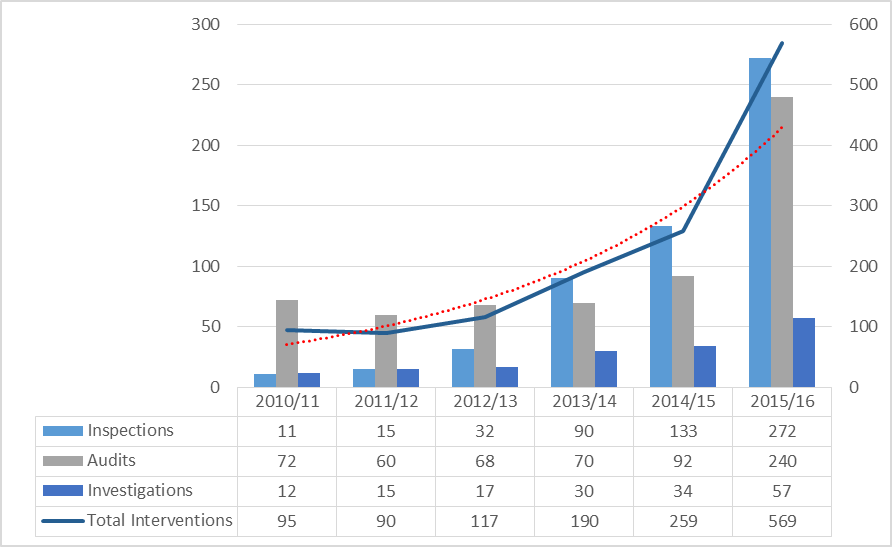 300 600
250 500
200 400
150 300
100 200
50 100
0 0
2010/11 2011/12 2012/13 2013/14 2014/15 2015/16
Inspections 11 15 32 90 133 272
Audits 72 60 68 70 92 240
Investigations 12 15 17 30 34 57
Total Interventions 95 90 117 190 259 569